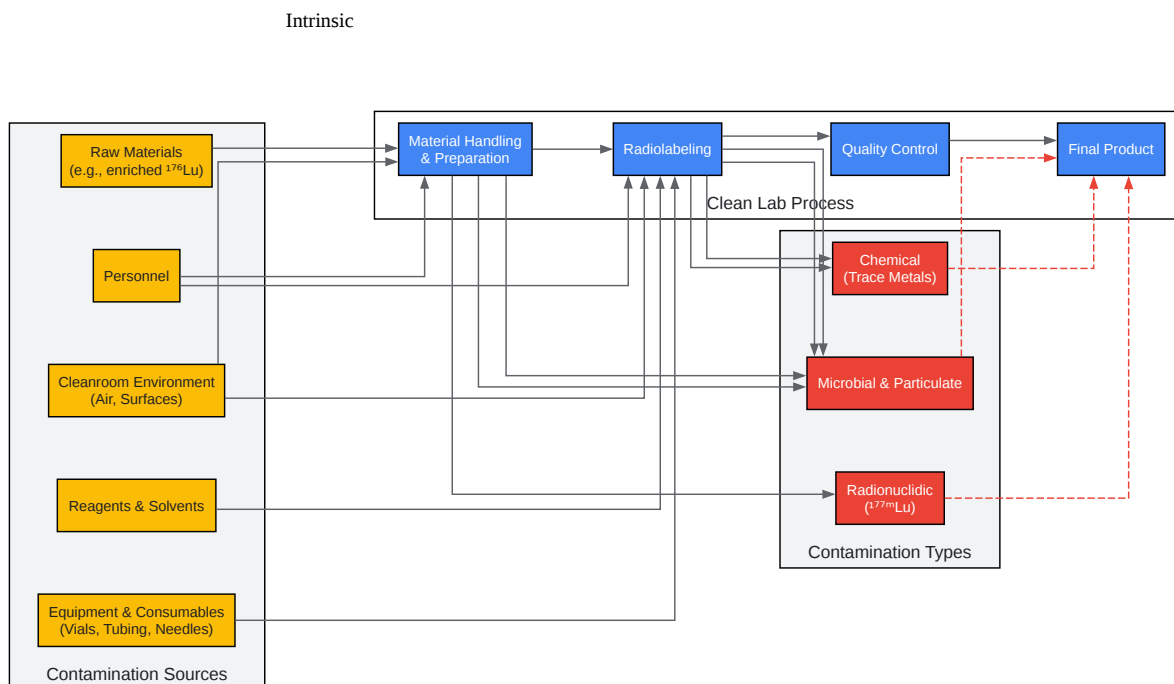 Intrinsic
Raw Materials
(e.g., enriched ¹⁷⁶Lu)
Personnel
Cleanroom Environment
(Air, Surfaces)
Reagents & Solvents
Equipment & Consumables
(Vials, Tubing, Needles)
Contamination Sources
Material Handling
& Preparation
Radiolabeling
Quality Control
Final Product
Clean Lab Process
Chemical
(Trace Metals)
Microbial & Particulate
Radionuclidic
(¹⁷⁷ᵐLu)
Contamination Types